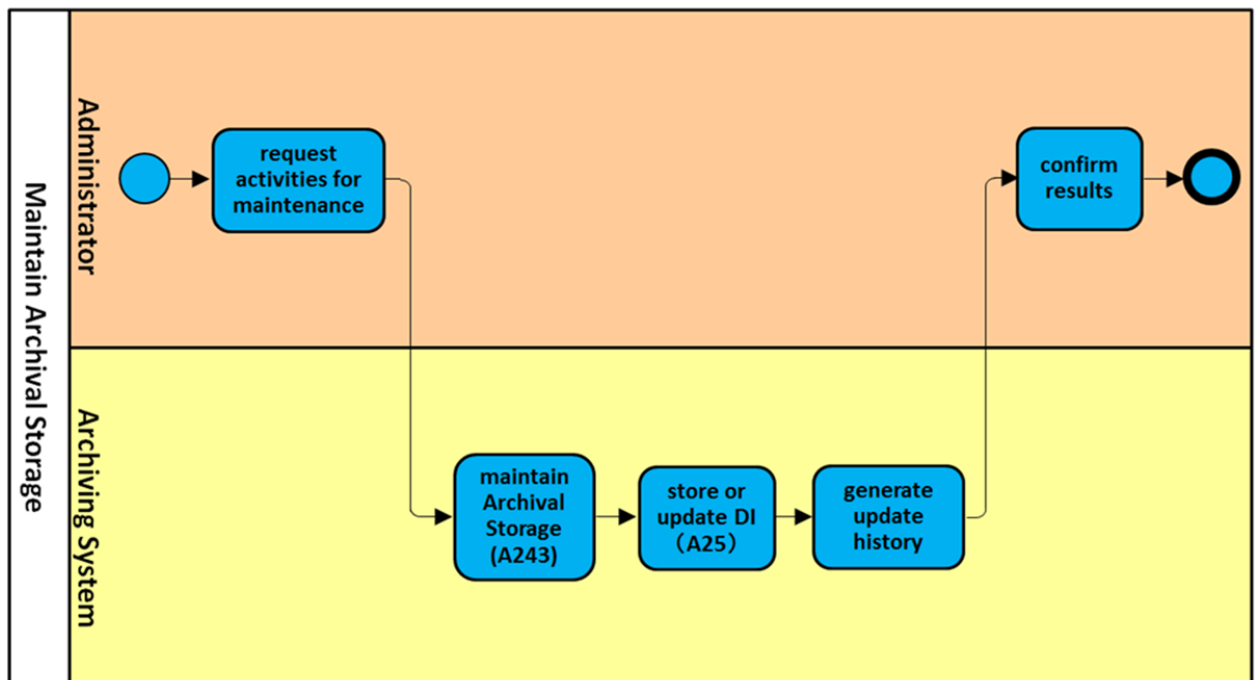 Maintain Archival Storage
Administrator
request
activities for
maintenance
confirm
results
Archiving System
maintain
Archival
Storage
(A243)
store or
update DI
（A25）
generate
update
history